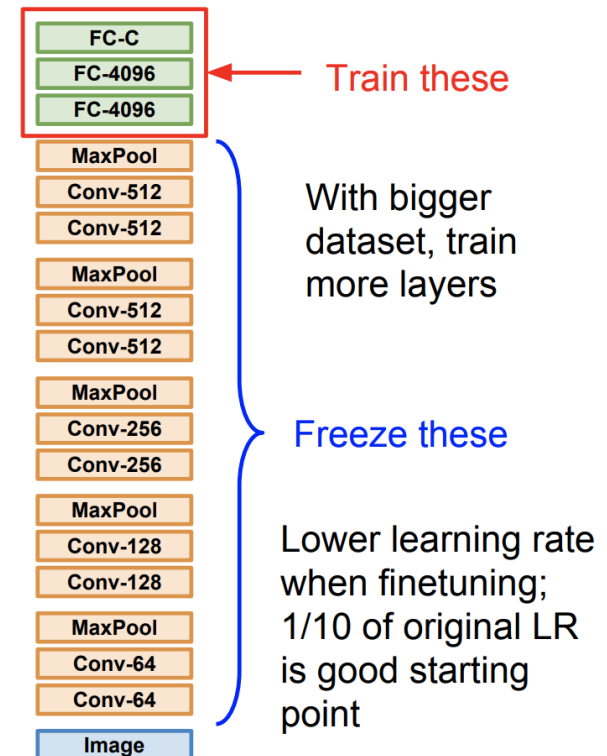 FC-C
FC-4096
FC-4096
Train these
MaxPool
Conv-512
Conv-512
With bigger
dataset, train
more layers
MaxPool
Conv-512
Conv-512
MaxPool
Conv-256
Conv-256
Freeze these
MaxPool
Conv-128
Conv-128
MaxPool
Conv-64
Conv-64
Lower learning rate
when finetuning;
1/10 of original LR
is good starting
point
Image